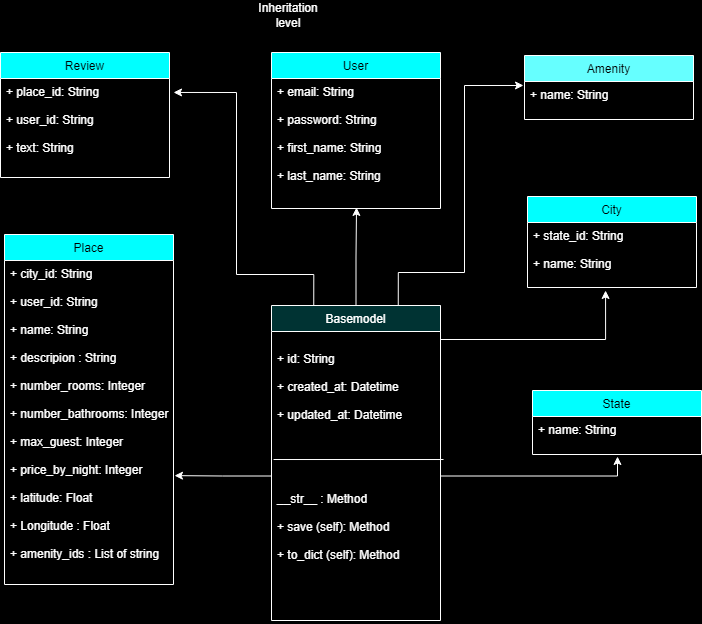 Inheritation
level
Review
+ place_id: String
+ user_id: String
+ text: String
User
+ email: String
+ password: String
+ first_name: String
+ last_name: String
Amenity
+ name: String
City
+ state_id: String
+ name: String
Place
+ city_id: String
+ user_id: String
+ name: String
+ descripion : String
+ number_rooms: Integer
+ number_bathrooms: Integer
+ max_guest: Integer
+ price_by_night: Integer
+ latitude: Float
+ Longitude : Float
+ amenity_ids : List of string
Basemodel
+ id: String
+ created_at: Datetime
+ updated_at: Datetime
__str__ : Method
+ save (self): Method
+ to_dict (self): Method
State
+ name: String